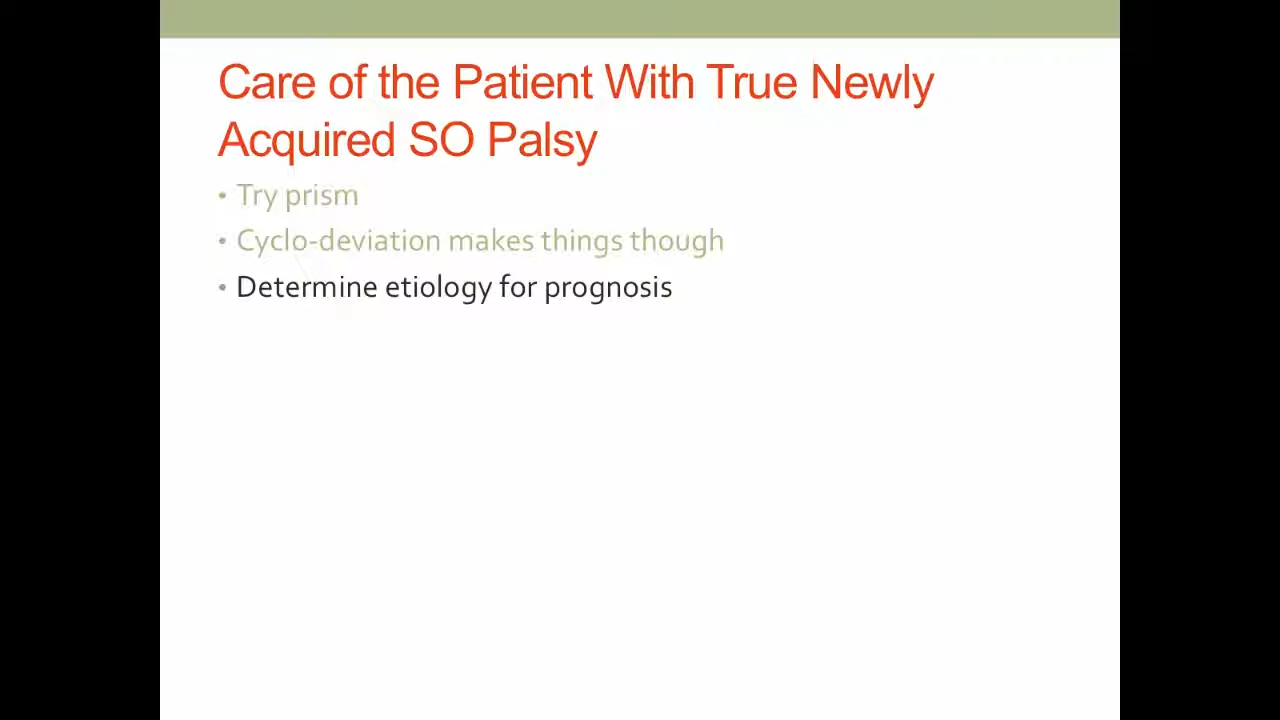 Care of the Patient With True Newly
Acquired SO Palsy
• Try prism
• Cyclo-deviation makes things though
• Determine etiology for prognosis